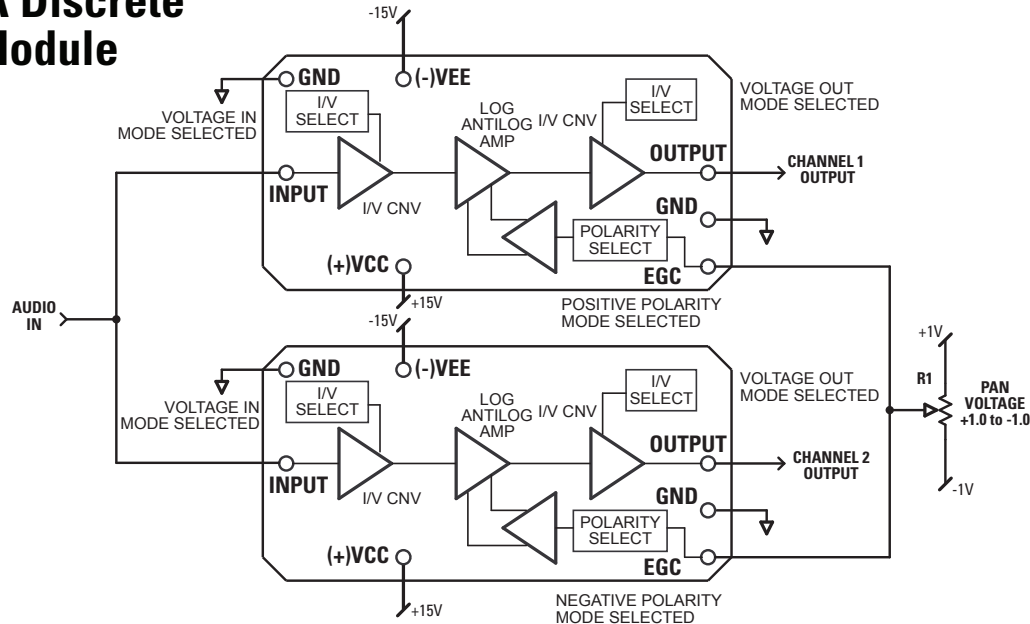 A Discrete
Module
-15V
GND
(-)VEE
VOLTAGE IN
MODE SELECTED
I/V
SELECT
LOG
ANTILOG
AMP
I/V CNV
I/V
SELECT
VOLTAGE OUT
MODE SELECTED
INPUT
I/V CNV
OUTPUT
CHANNEL 1
OUTPUT
GND
POLARITY
SELECT
(+)VCC
EGC
+15V
POSITIVE POLARITY
MODE SELECTED
AUDIO
IN
-15V
GND
(-)VEE
VOLTAGE IN
MODE SELECTED
I/V
SELECT
LOG
ANTILOG
AMP
I/V CNV
I/V
SELECT
VOLTAGE OUT
MODE SELECTED
+1V
R1
PAN
VOLTAGE
+1.0 to -1.0
-1V
INPUT
I/V CNV
OUTPUT
CHANNEL 2
OUTPUT
GND
POLARITY
SELECT
(+)VCC
EGC
+15V
NEGATIVE POLARITY
MODE SELECTED